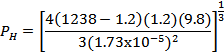 P_H = [4(1238−1.2)(1.2)(9.8) / 3(1.73x10⁻⁵)²]^(1/3)